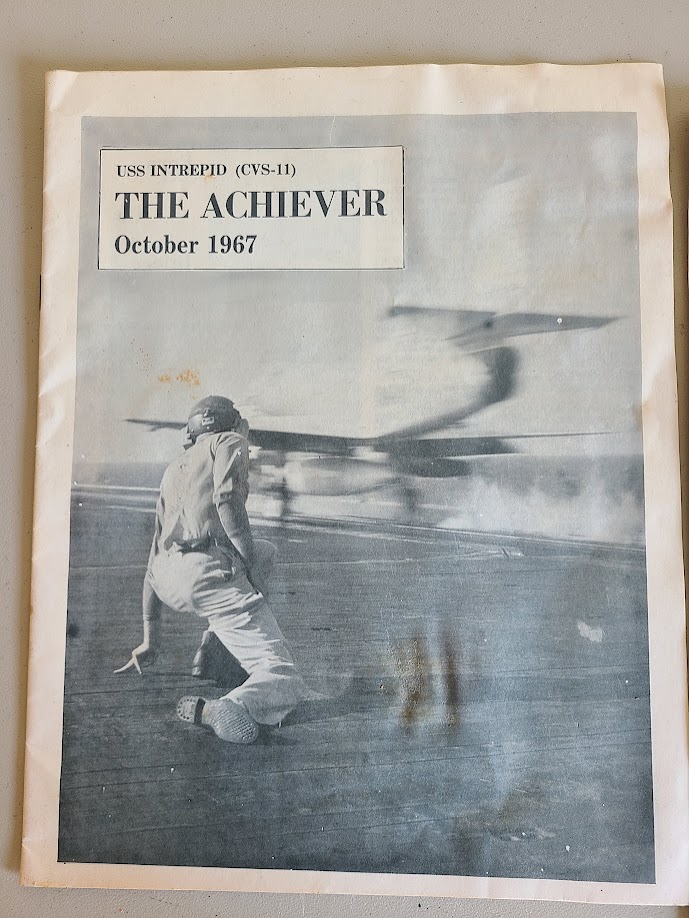 USS INTREPID (CVS-11)
THE ACHIEVER
October 1967